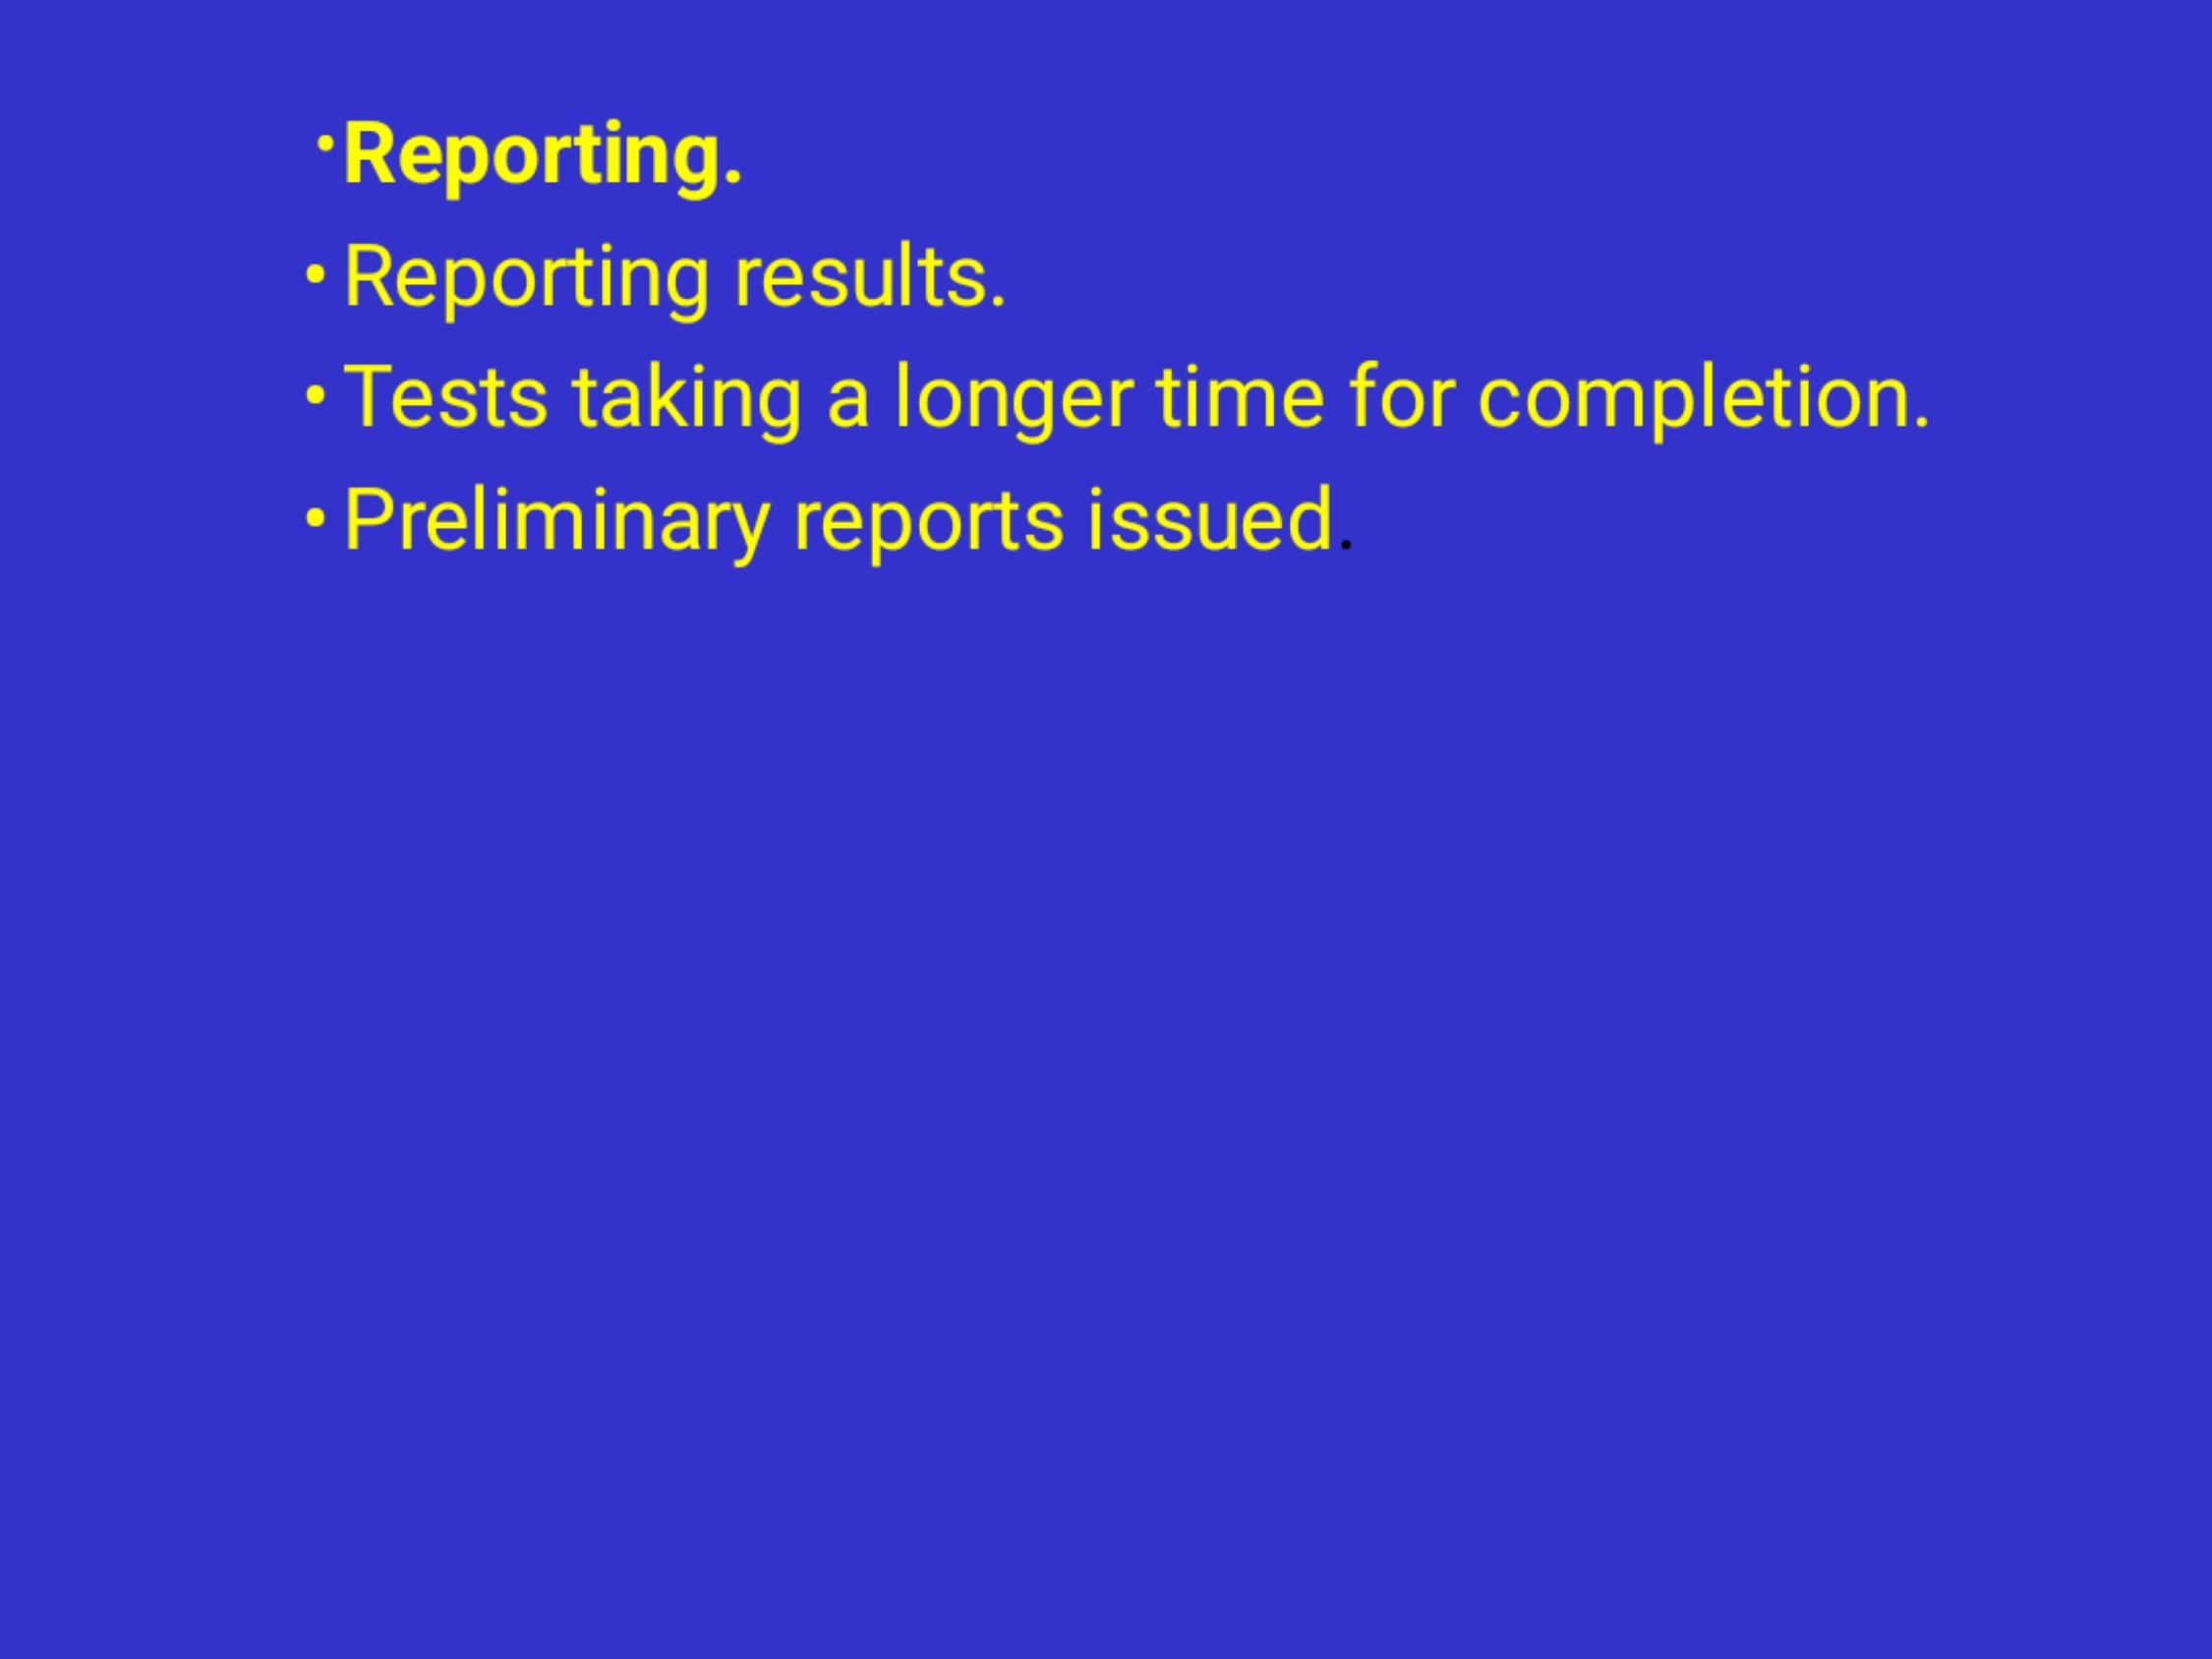 •Reporting.
• Reporting results.
• Tests taking a longer time for completion.
• Preliminary reports issued.